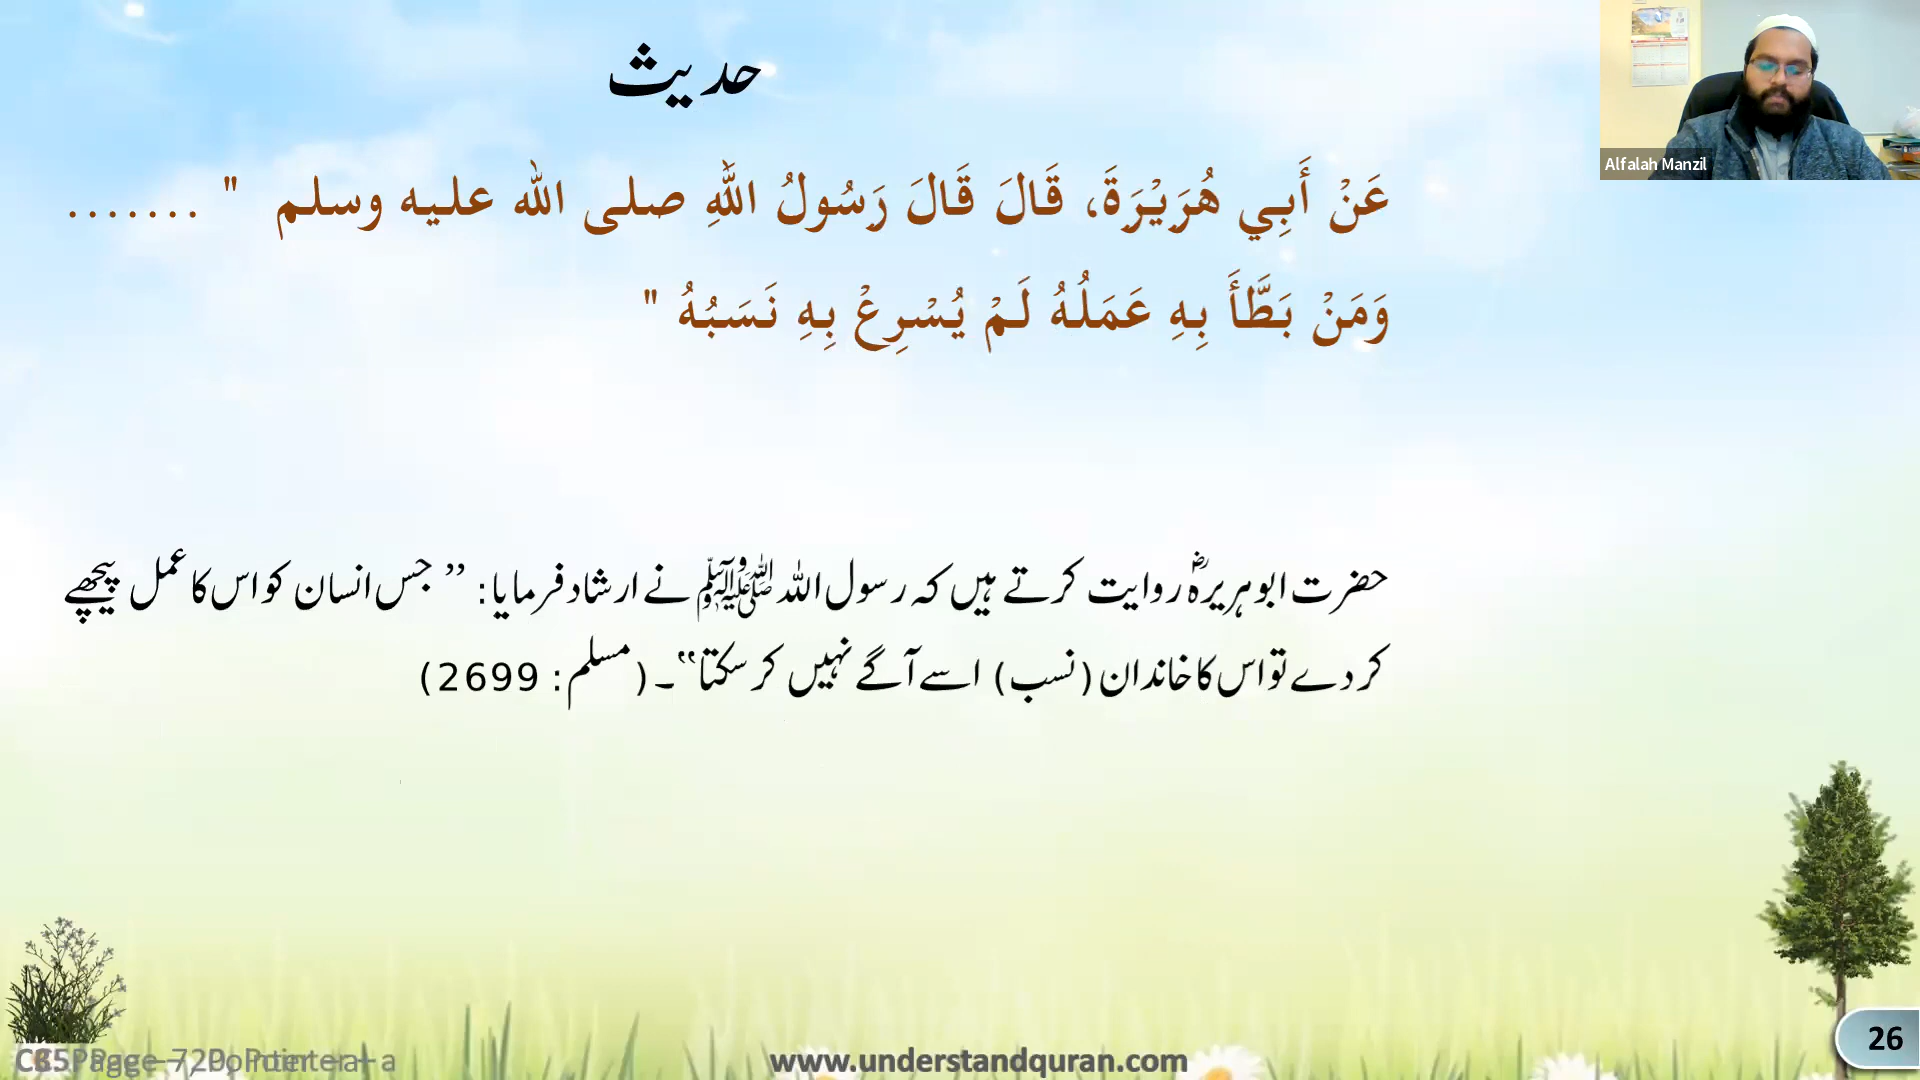 حدیث
Alfalah Manzil
عَنْ أَبِي هُرَيْرَةَ، قَالَ قَالَ رَسُولُ اللّٰهِ صلى الله عليه وسلم " .......
وَمَنْ بَطَّأَ بِهِ عَمَلُهُ لَمْ يُسْرِعْ بِهِ نَسَبُهُ "
حضرت ابو ہریرہؓ روایت کرتے ہیں کہ رسول اللہ ﷺ نے ارشاد فرمایا: ”جس انسان کو اس کا عمل پیچھے
کر دے تو اس کا خاندان (نسب) اسے آگے نہیں کر سکتا“۔ (مسلم: 2699)
www.understandquran.com
26